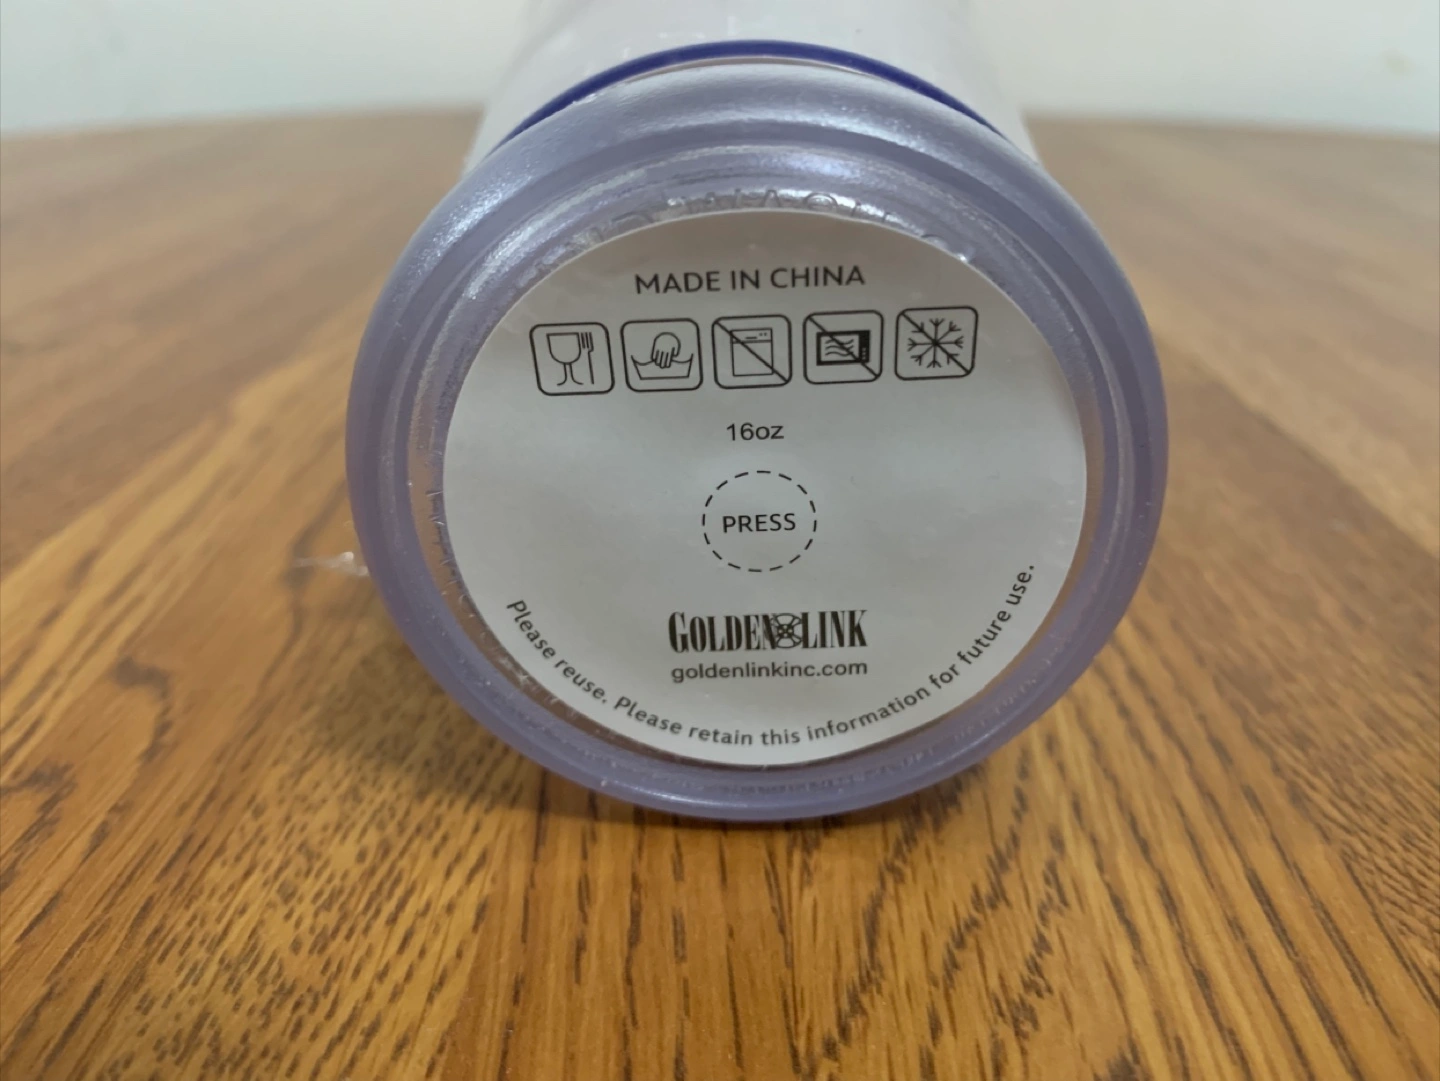 MADE IN CHINA
16oz
PRESS
GOLDEN LINK
goldenlinkinc.com
Please reuse. Please retain this information for future use.